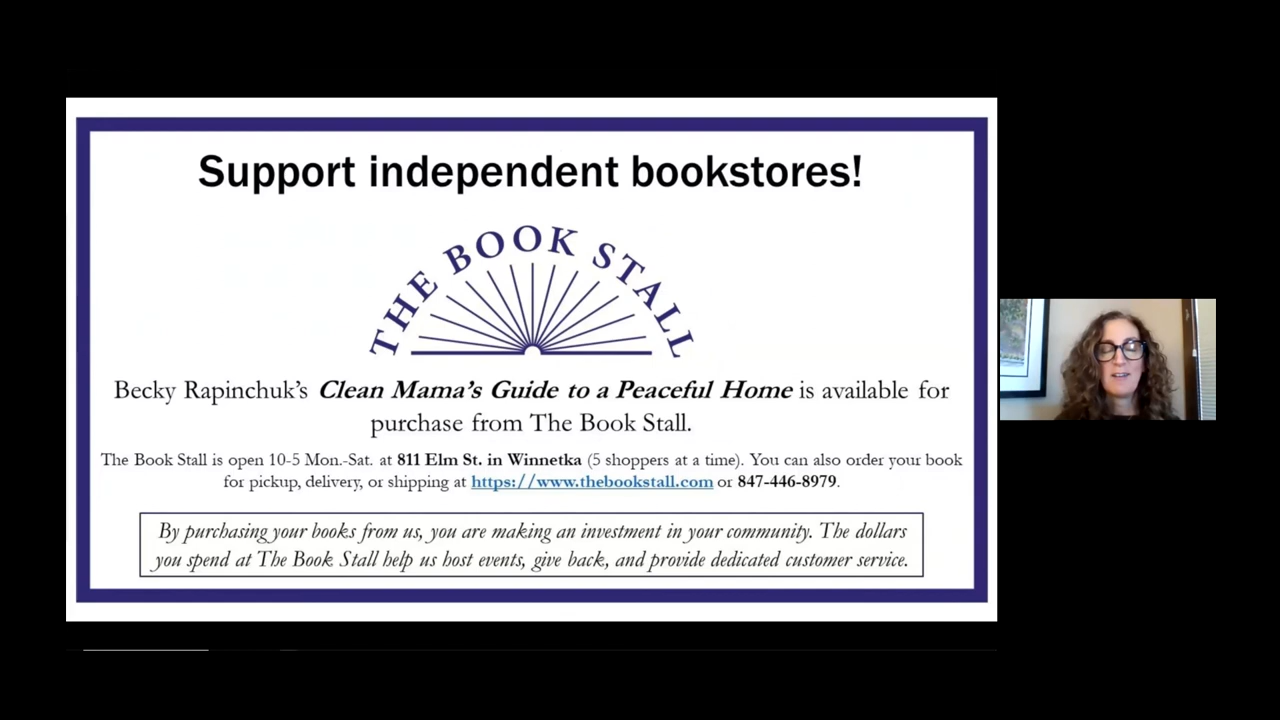 Support independent bookstores!
THE BOOK STALL
Becky Rapinchuk’s Clean Mama’s Guide to a Peaceful Home is available for
purchase from The Book Stall.
The Book Stall is open 10-5 Mon.-Sat. at 811 Elm St. in Winnetka (5 shoppers at a time). You can also order your book
for pickup, delivery, or shipping at https://www.thebookstall.com or 847-446-8979.
By purchasing your books from us, you are making an investment in your community. The dollars
you spend at The Book Stall help us host events, give back, and provide dedicated customer service.